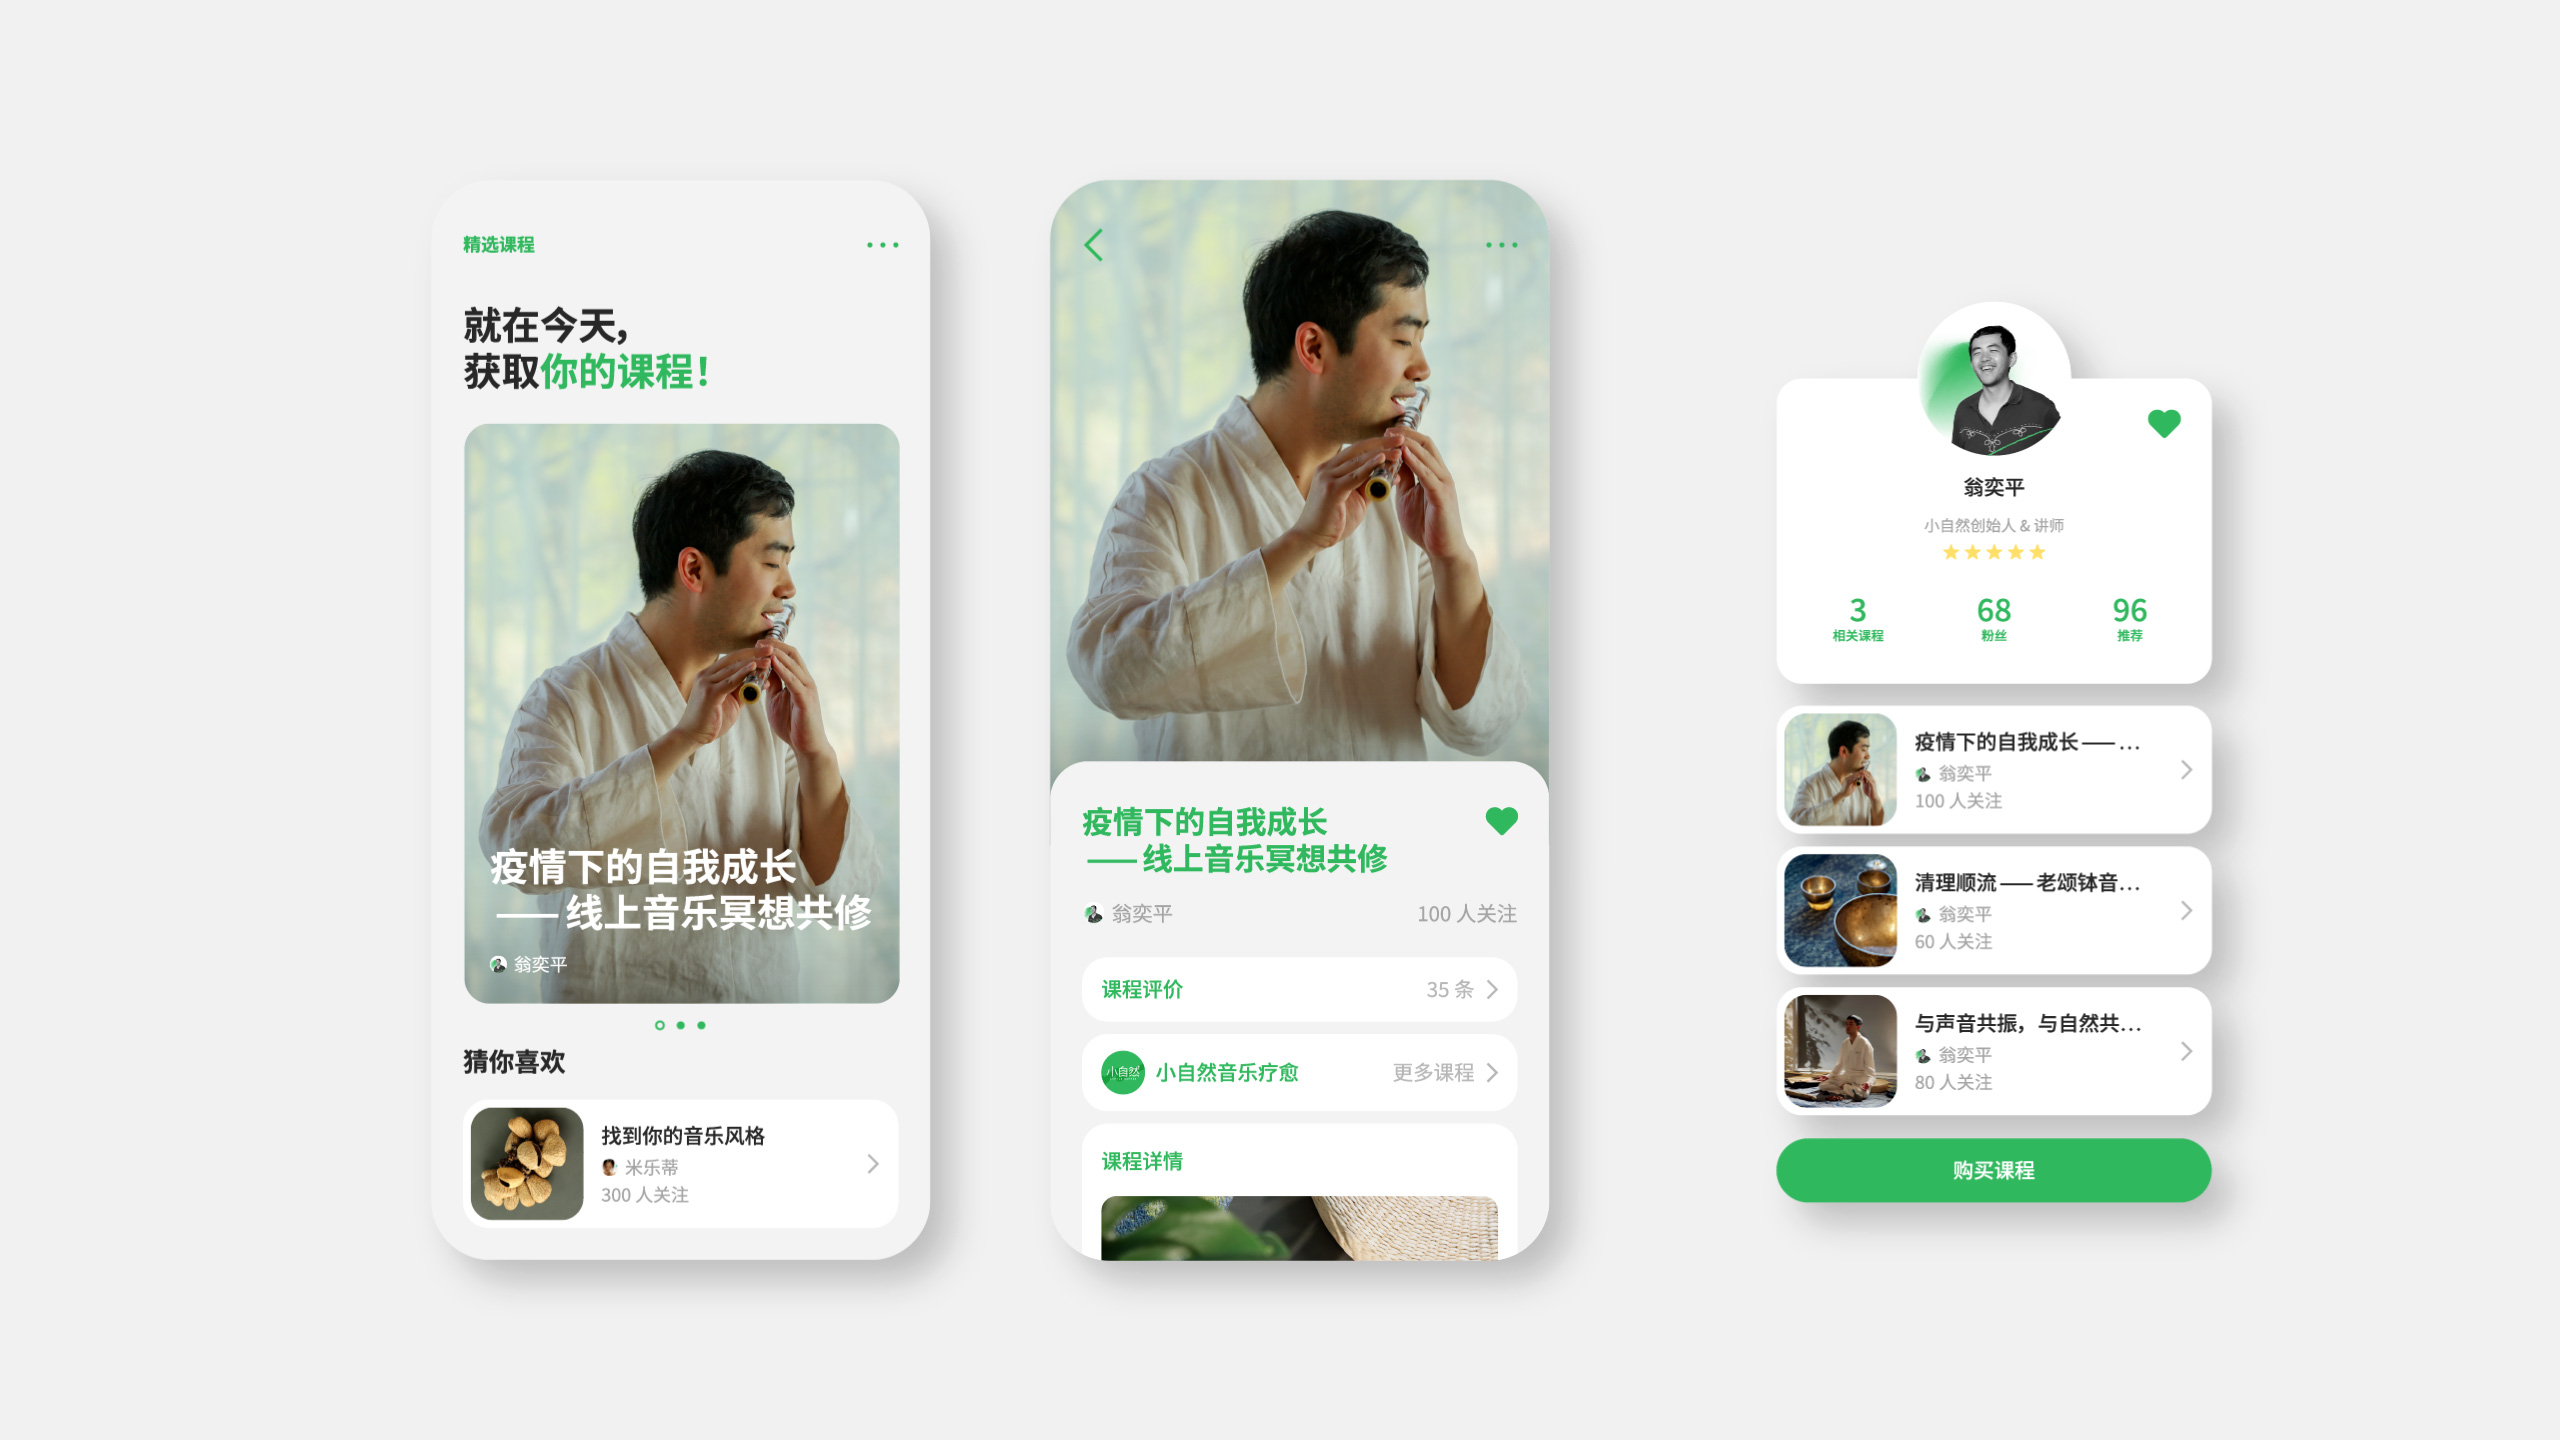 精选课程
就在今天，
获取你的课程！
疫情下的自我成长
——线上音乐冥想共修
翁奕平
猜你喜欢
找到你的音乐风格
米乐蒂
300 人关注
疫情下的自我成长
——线上音乐冥想共修
翁奕平
100 人关注
课程评价
35 条
小自然
小自然音乐疗愈
更多课程
课程详情
翁奕平
小自然创始人 & 讲师
3
相关课程
68
粉丝
96
推荐
疫情下的自我成长——…
翁奕平
100 人关注
清理顺流——老颂钵音…
翁奕平
60 人关注
与声音共振，与自然共…
翁奕平
80 人关注
购买课程